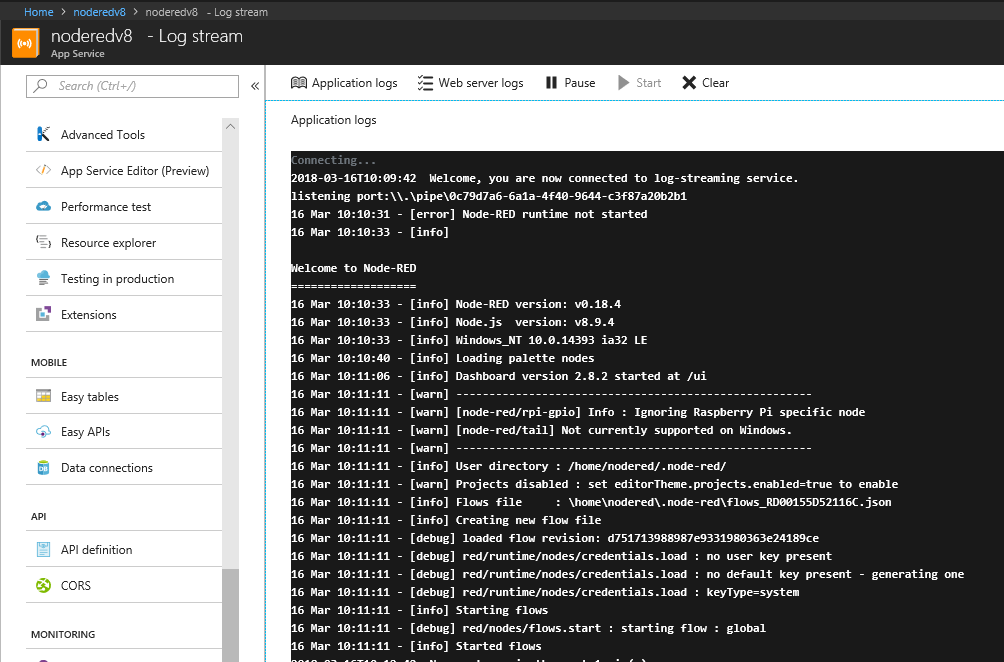 Home > noderedv8 > noderedv8 - Log stream
noderedv8 - Log stream
App Service
Search (Ctrl+/)
«
Advanced Tools
App Service Editor (Preview)
Performance test
Resource explorer
Testing in production
Extensions
MOBILE
Easy tables
Easy APIs
Data connections
API
API definition
CORS
MONITORING
Application logs Web server logs Pause Start Clear
Application logs
Connecting...
2018-03-16T10:09:42  Welcome, you are now connected to log-streaming service.
listening port:\\.\pipe\0c79d7a6-6a1a-4f40-9644-c3f87a20b2b1
16 Mar 10:10:31 - [error] Node-RED runtime not started
16 Mar 10:10:33 - [info]
Welcome to Node-RED
===================
16 Mar 10:10:33 - [info] Node-RED version: v0.18.4
16 Mar 10:10:33 - [info] Node.js  version: v8.9.4
16 Mar 10:10:33 - [info] Windows_NT 10.0.14393 ia32 LE
16 Mar 10:10:40 - [info] Loading palette nodes
16 Mar 10:11:06 - [info] Dashboard version 2.8.2 started at /ui
16 Mar 10:11:11 - [warn] ------------------------------------------------------
16 Mar 10:11:11 - [warn] [node-red/rpi-gpio] Info : Ignoring Raspberry Pi specific node
16 Mar 10:11:11 - [warn] [node-red/tail] Not currently supported on Windows.
16 Mar 10:11:11 - [warn] ------------------------------------------------------
16 Mar 10:11:11 - [info] User directory : /home/nodered/.node-red/
16 Mar 10:11:11 - [warn] Projects disabled : set editorTheme.projects.enabled=true to enable
16 Mar 10:11:11 - [info] Flows file     : \home\nodered\.node-red\flows_RD00155D52116C.json
16 Mar 10:11:11 - [info] Creating new flow file
16 Mar 10:11:11 - [debug] loaded flow revision: d751713988987e9331980363e24189ce
16 Mar 10:11:11 - [debug] red/runtime/nodes/credentials.load : no user key present
16 Mar 10:11:11 - [debug] red/runtime/nodes/credentials.load : no default key present - generating one
16 Mar 10:11:11 - [debug] red/runtime/nodes/credentials.load : keyType=system
16 Mar 10:11:11 - [info] Starting flows
16 Mar 10:11:11 - [debug] red/nodes/flows.start : starting flow : global
16 Mar 10:11:11 - [info] Started flows